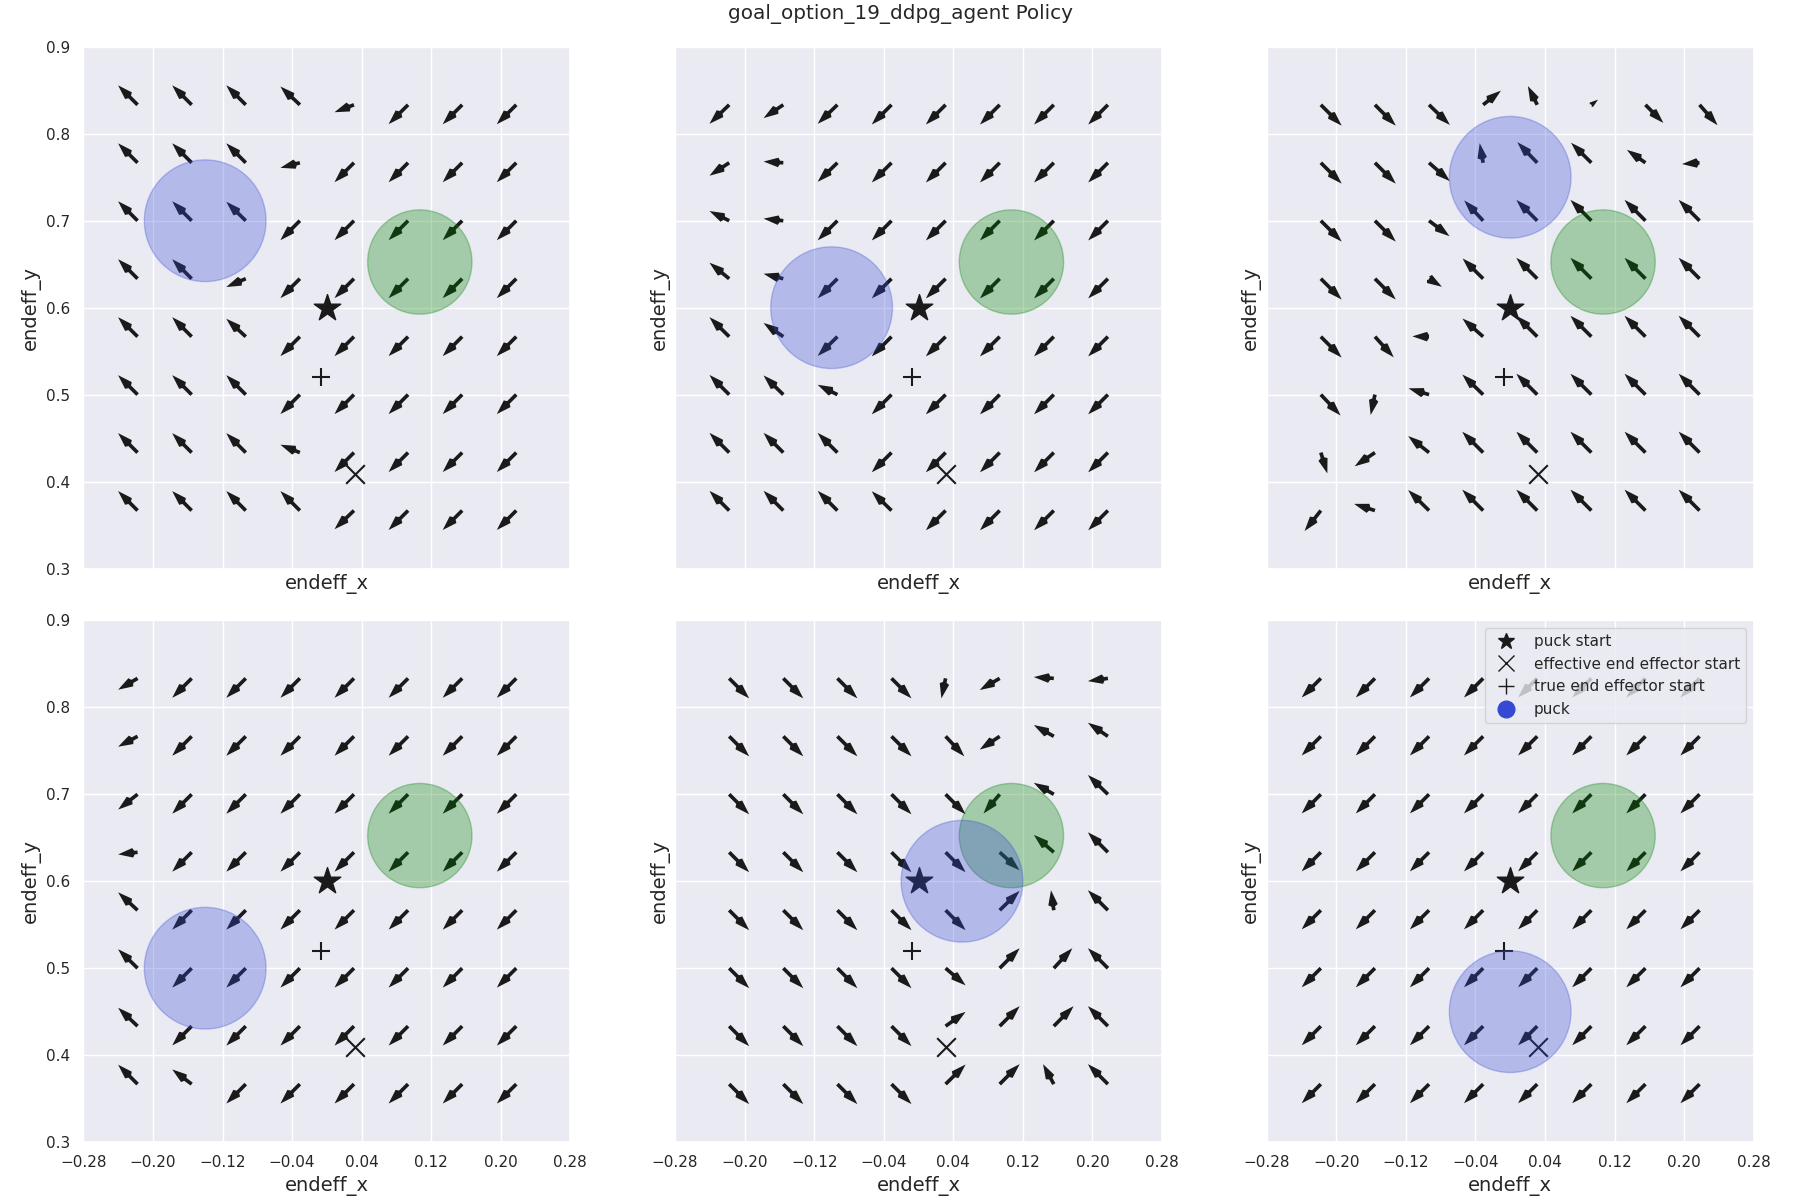 goal_option_19_ddpg_agent Policy
0.9
0.8
0.7
0.6
0.5
0.4
0.3
endeff_y
endeff_x
endeff_y
endeff_x
endeff_y
endeff_x
0.9
0.8
0.7
0.6
0.5
0.4
0.3
endeff_y
−0.28 −0.20 −0.12 −0.04 0.04 0.12 0.20 0.28
endeff_x
endeff_y
−0.28 −0.20 −0.12 −0.04 0.04 0.12 0.20 0.28
endeff_x
puck start
effective end effector start
true end effector start
puck
endeff_y
−0.28 −0.20 −0.12 −0.04 0.04 0.12 0.20 0.28
endeff_x